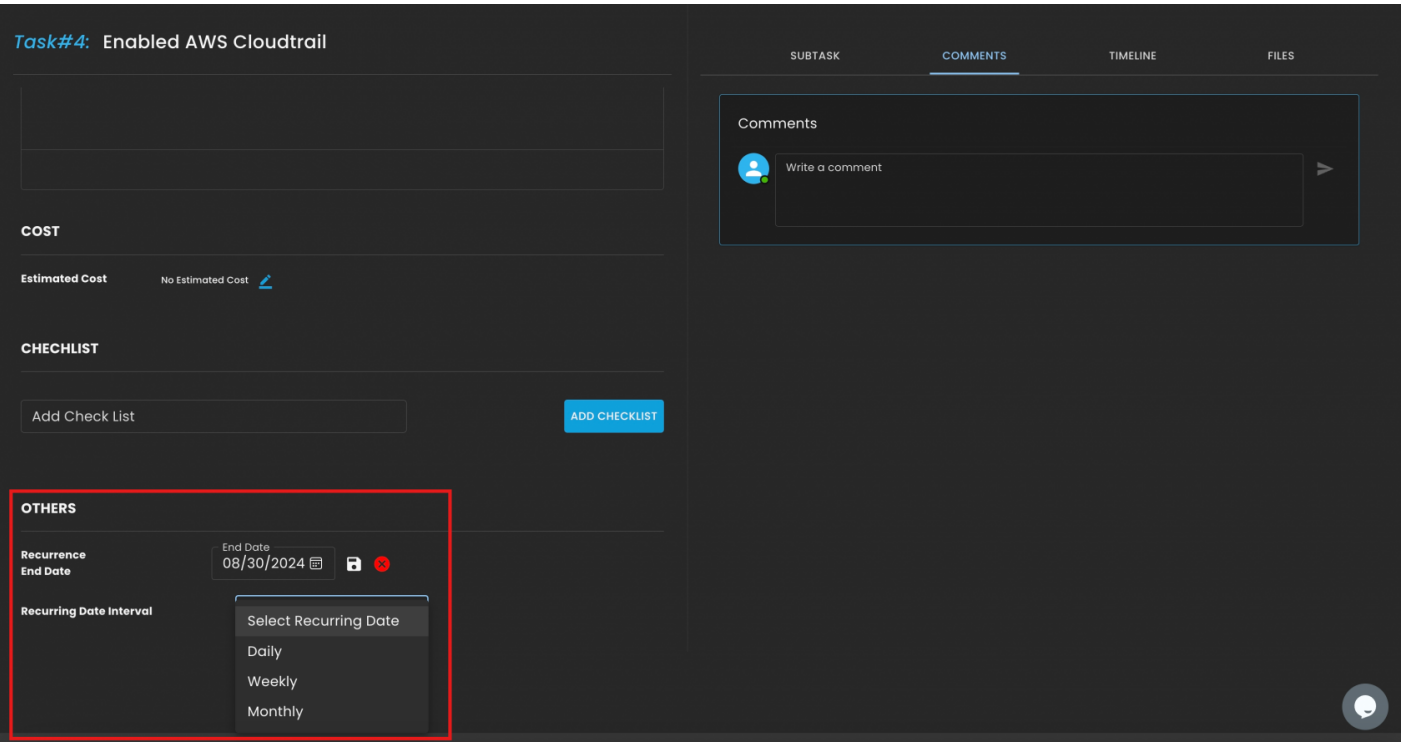 Task#4: Enabled AWS Cloudtrail
SUBTASK COMMENTS TIMELINE FILES
Comments
Write a comment
COST
Estimated Cost No Estimated Cost
CHECHLIST
Add Check List ADD CHECKLIST
OTHERS
Recurrence
End Date
End Date
08/30/2024
Recurring Date Interval
Select Recurring Date
Daily
Weekly
Monthly